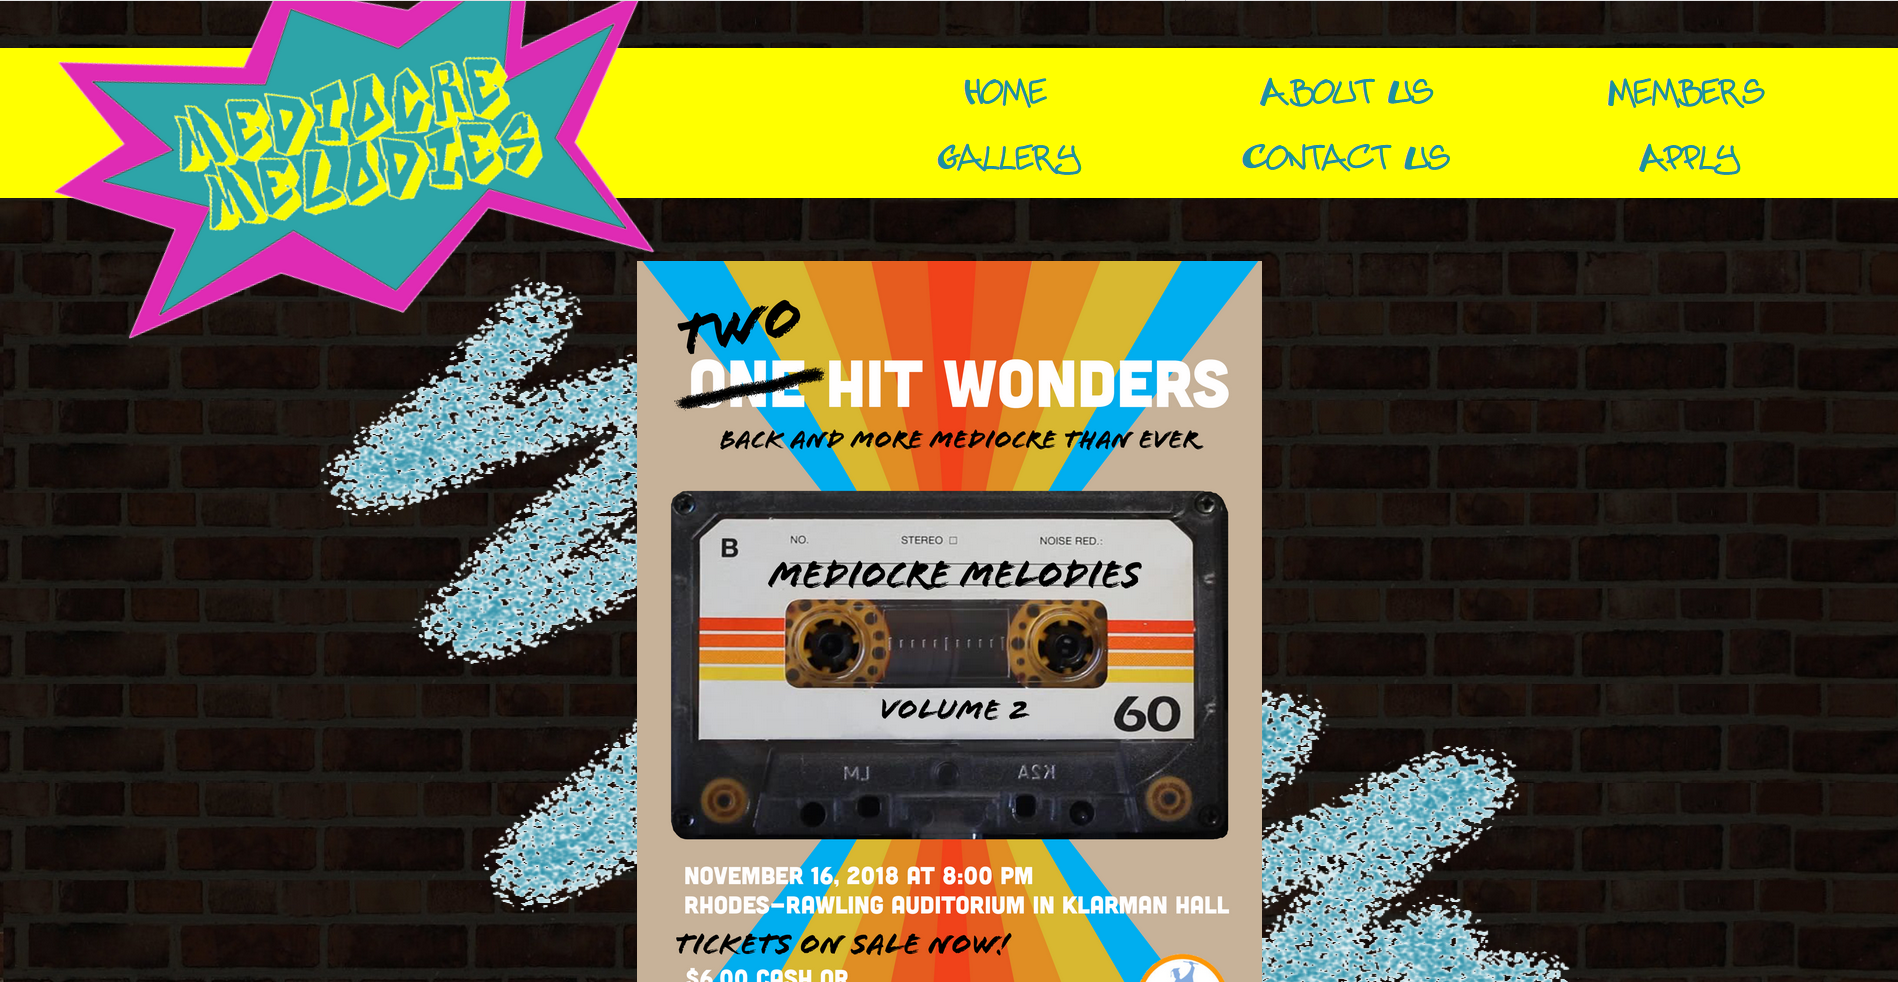 MEDIOCRE
MELODIES
HOME
ABOUT US
MEMBERS
GALLERY
CONTACT US
APPLY
TWO
ONE HIT WONDERS
BACK AND MORE MEDIOCRE THAN EVER
B
NO.
STEREO
NOISE RED.:
MEDIOCRE MELODIES
VOLUME 2
60
LM
K2A
NOVEMBER 16, 2018 AT 8:00 PM
RHODES-RAWLING AUDITORIUM IN KLARMAN HALL
TICKETS ON SALE NOW!
$6.00 CASH OR